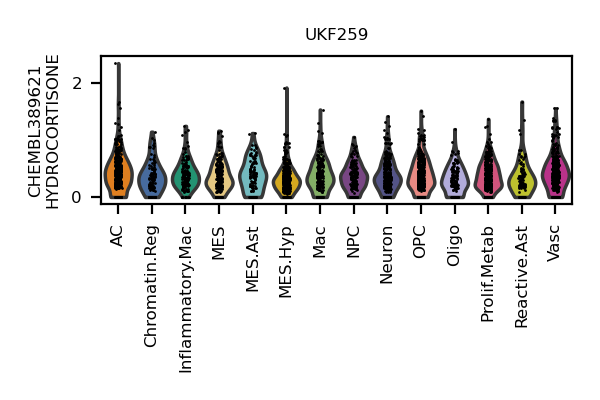 UKF259
CHEMBL389621
HYDROCORTISONE
2
0
AC
Chromatin.Reg
Inflammatory.Mac
MES
MES.Ast
MES.Hyp
Mac
NPC
Neuron
OPC
Oligo
Prolif.Metab
Reactive.Ast
Vasc